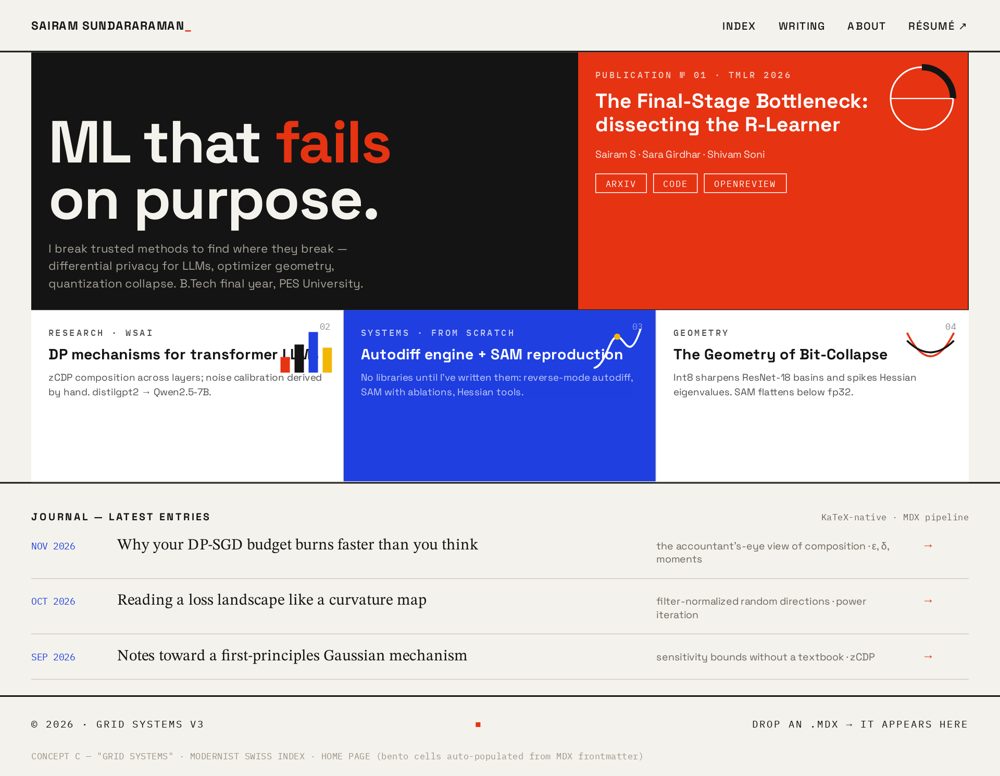 SAIRAM SUNDARARAMAN_
INDEX WRITING ABOUT RÉSUMÉ ↗
ML that fails
on purpose.
I break trusted methods to find where they break —
differential privacy for LLMs, optimizer geometry,
quantization collapse. B.Tech final year, PES University.
PUBLICATION № 01 · TMLR 2026
The Final-Stage Bottleneck:
dissecting the R-Learner
Sairam S · Sara Girdhar · Shivam Soni
ARXIV CODE OPENREVIEW
02
RESEARCH · WSAI
DP mechanisms for transformer LLMs
zCDP composition across layers; noise calibration derived
by hand. distilgpt2 → Qwen2.5-7B.
03
SYSTEMS · FROM SCRATCH
Autodiff engine + SAM reproduction
No libraries until I've written them: reverse-mode autodiff,
SAM with ablations, Hessian tools.
04
GEOMETRY
The Geometry of Bit-Collapse
Int8 sharpens ResNet-18 basins and spikes Hessian
eigenvalues. SAM flattens below fp32.
JOURNAL — LATEST ENTRIES
KaTeX-native · MDX pipeline
NOV 2026 Why your DP-SGD budget burns faster than you think
the accountant's-eye view of composition · ε, δ,
moments
→
OCT 2026 Reading a loss landscape like a curvature map
filter-normalized random directions · power
iteration
→
SEP 2026 Notes toward a first-principles Gaussian mechanism
sensitivity bounds without a textbook · zCDP
→
© 2026 · GRID SYSTEMS V3
DROP AN .MDX → IT APPEARS HERE
CONCEPT C — "GRID SYSTEMS" · MODERNIST SWISS INDEX · HOME PAGE (bento cells auto-populated from MDX frontmatter)